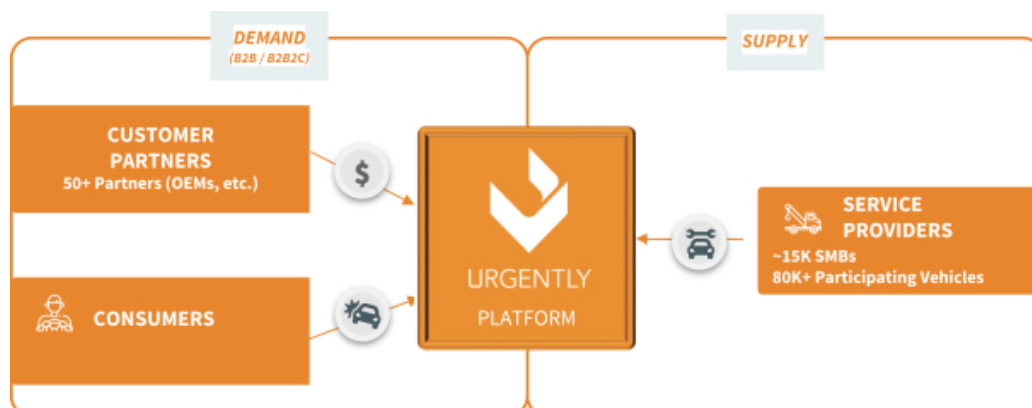 DEMAND
(B2B / B2B2C)
SUPPLY
CUSTOMER
PARTNERS
50+ Partners (OEMs, etc.)
$
CONSUMERS
URGENTLY
PLATFORM
SERVICE
PROVIDERS
~15K SMBs
80K+ Participating Vehicles